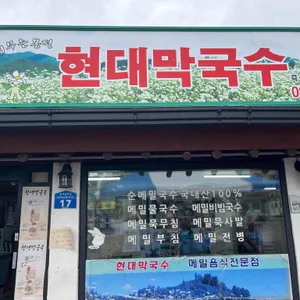 현대막국수
순메밀국수 국내산100%
메밀물국수 메밀비빔국수
메밀묵무침 메밀묵사발
메밀부침 메밀전병
17
현대막국수 메밀음식전문점